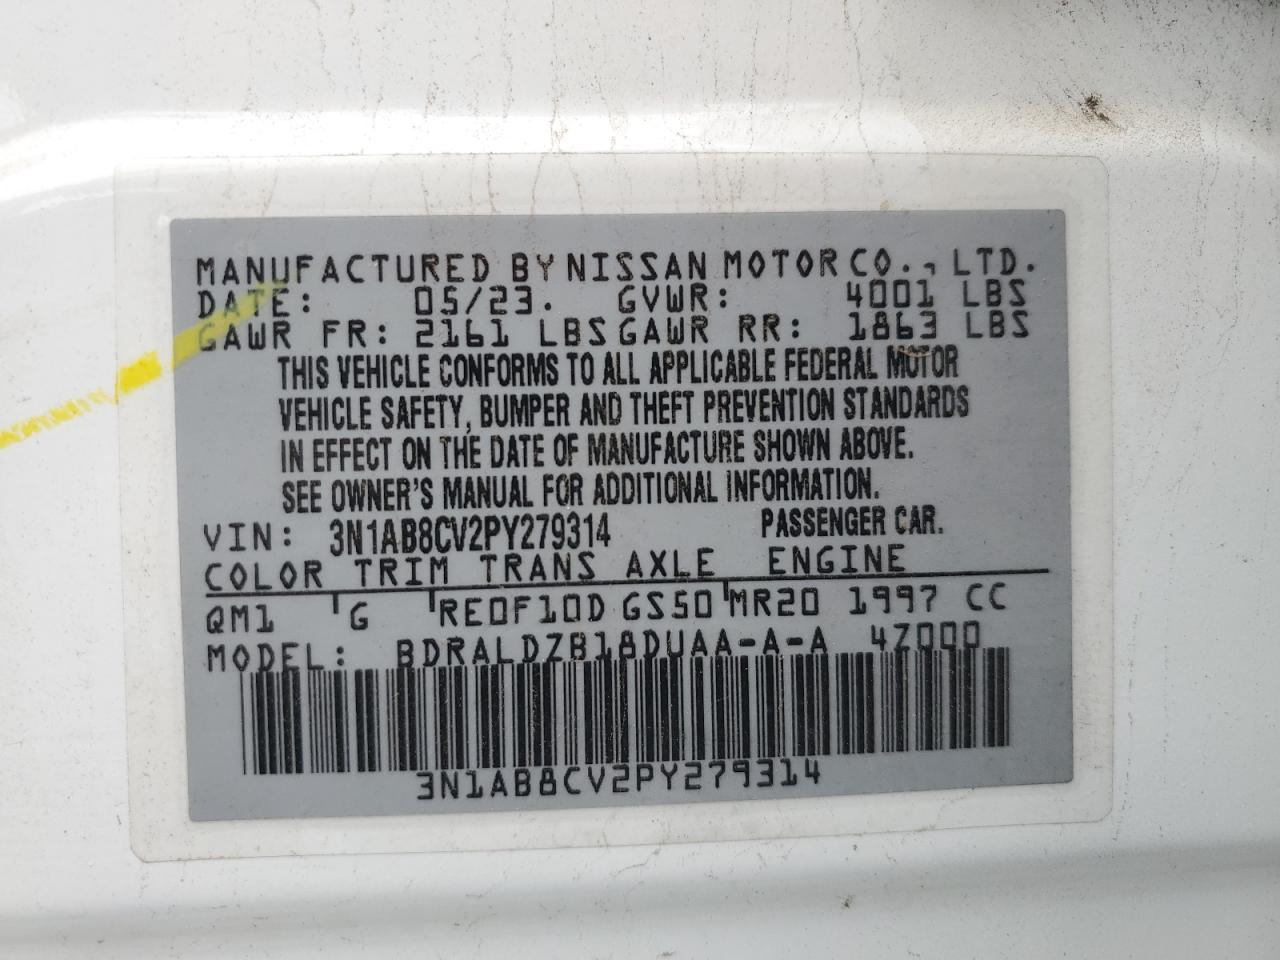 MANUFACTURED BY NISSAN MOTOR CO., LTD.
DATE: 05/23. GVWR: 4001 LBS
GAWR FR: 2161 LBS GAWR RR: 1863 LBS
THIS VEHICLE CONFORMS TO ALL APPLICABLE FEDERAL MOTOR
VEHICLE SAFETY, BUMPER AND THEFT PREVENTION STANDARDS
IN EFFECT ON THE DATE OF MANUFACTURE SHOWN ABOVE.
SEE OWNER'S MANUAL FOR ADDITIONAL INFORMATION.
VIN: 3N1AB8CV2PY279314 PASSENGER CAR.
COLOR TRIM TRANS AXLE ENGINE
QM1 G RE0F10D GS50 MR20 1997 CC
MODEL: BDRALDZB18DUAA-A-A 4Z000
3N1AB8CV2PY279314